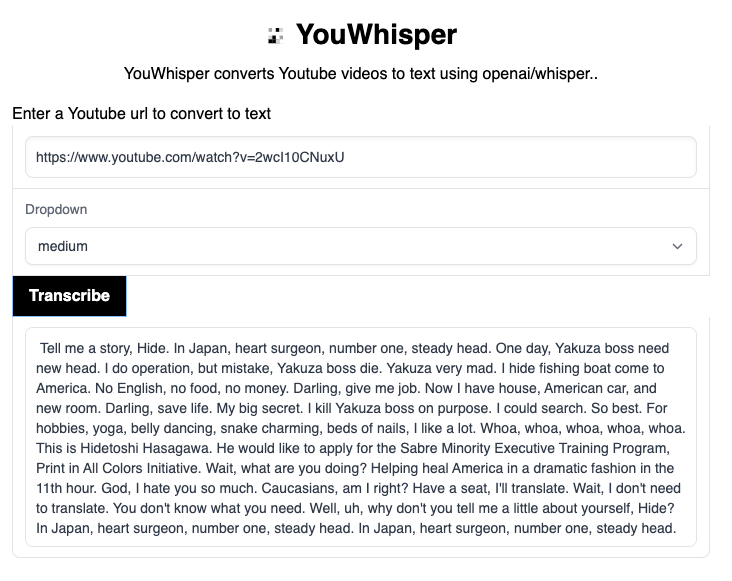 YouWhisper
YouWhisper converts Youtube videos to text using openai/whisper..
Enter a Youtube url to convert to text
https://www.youtube.com/watch?v=2wcI10CNuxU
Dropdown
medium
Transcribe
Tell me a story, Hide. In Japan, heart surgeon, number one, steady head. One day, Yakuza boss need
new head. I do operation, but mistake, Yakuza boss die. Yakuza very mad. I hide fishing boat come to
America. No English, no food, no money. Darling, give me job. Now I have house, American car, and
new room. Darling, save life. My big secret. I kill Yakuza boss on purpose. I could search. So best. For
hobbies, yoga, belly dancing, snake charming, beds of nails, I like a lot. Whoa, whoa, whoa, whoa, whoa.
This is Hidetoshi Hasagawa. He would like to apply for the Sabre Minority Executive Training Program,
Print in All Colors Initiative. Wait, what are you doing? Helping heal America in a dramatic fashion in the
11th hour. God, I hate you so much. Caucasians, am I right? Have a seat, I'll translate. Wait, I don't need
to translate. You don't know what you need. Well, uh, why don't you tell me a little about yourself, Hide?
In Japan, heart surgeon, number one, steady head. In Japan, heart surgeon, number one, steady head.